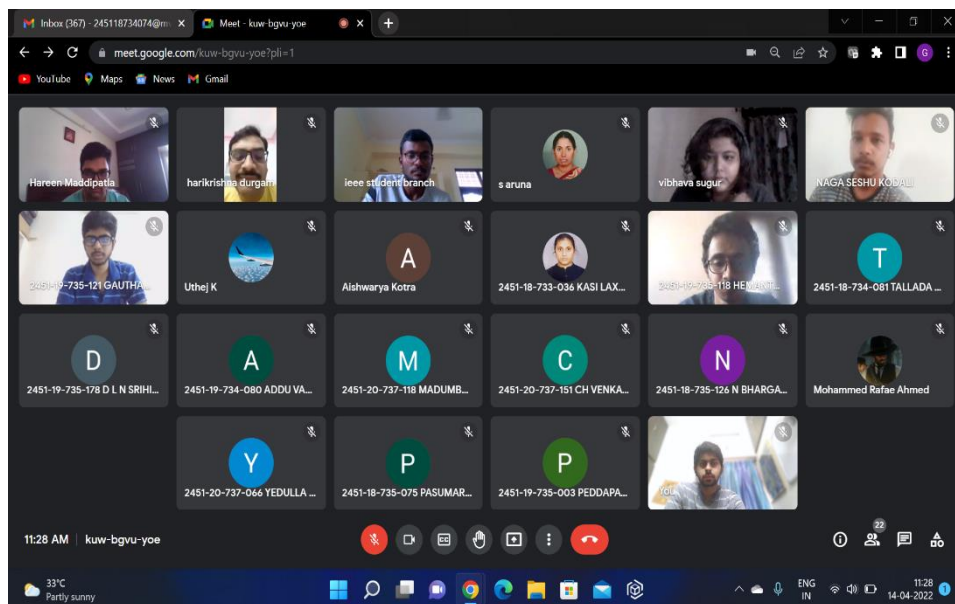 Inbox (367) - 245118734074@m
Meet - kuw-bgvu-yoe
meet.google.com/kuw-bgvu-yoe?pli=1
G
YouTube Maps News Gmail
Hareen Maddipatla
harikrishna durgam
ieee student branch
s aruna
vibhava sugur
NAGA SESHU KODALI
2451-19-735-121 GAUTHA...
Uthej K
A
Aishwarya Kotra
2451-18-733-036 KASI LAX...
2451-19-735-118 HEMANT...
T
2451-18-734-081 TALLADA ...
D
2451-19-735-178 D L N SRIHI...
A
2451-19-734-080 ADDU VA...
M
2451-20-737-118 MADUMB...
C
2451-20-737-151 CH VENKA...
N
2451-18-735-126 N BHARGA...
Mohammed Rafae Ahmed
Y
2451-20-737-066 YEDULLA ...
P
2451-18-735-075 PASUMAR...
P
2451-19-735-003 PEDDAPA...
You
11:28 AM | kuw-bgvu-yoe
22
33°C
Partly sunny
ENG
IN
11:28
14-04-2022
1